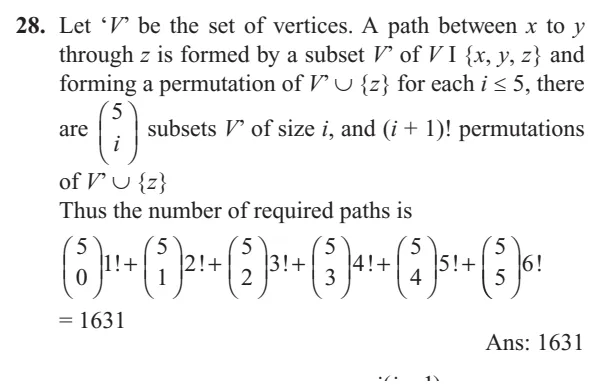 28. Let ‘V’ be the set of vertices. A path between x to y
through z is formed by a subset V’ of V I {x, y, z} and
forming a permutation of V’ ∪ {z} for each i ≤ 5, there
are (5 i) subsets V’ of size i, and (i + 1)! permutations
of V’ ∪ {z}
Thus the number of required paths is
(5 0)1!+(5 1)2!+(5 2)3!+(5 3)4!+(5 4)5!+(5 5)6!
= 1631
Ans: 1631